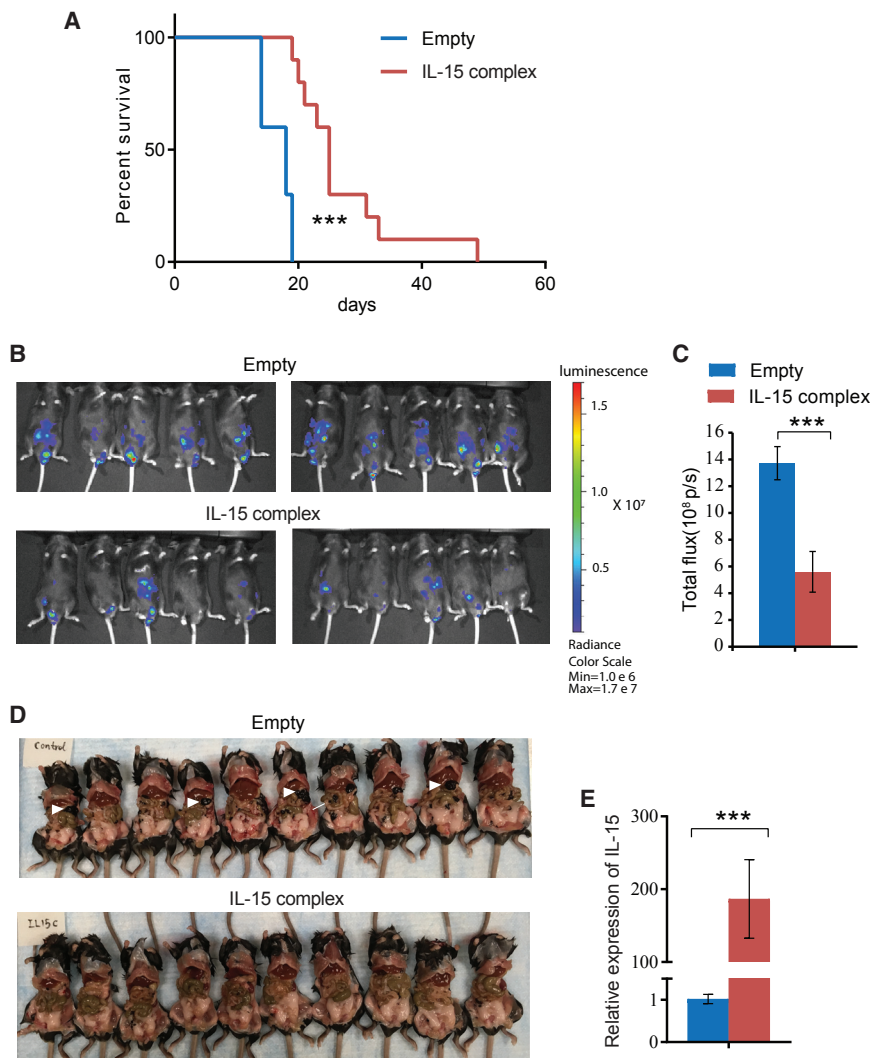 A
Empty
IL-15 complex
Percent survival
100
50
0
***
0 20 40 60
days
B
Empty
IL-15 complex
luminescence
1.5
1.0
X 10⁷
0.5
Radiance
Color Scale
Min=1.0 e 6
Max=1.7 e 7
C
Empty
IL-15 complex
***
Total flux(10⁸ p/s)
16
14
12
10
8
6
4
2
0
D
Empty
Control
IL-15 complex
IL15c
E
Relative expression of IL-15
300
200
100
1
0
***